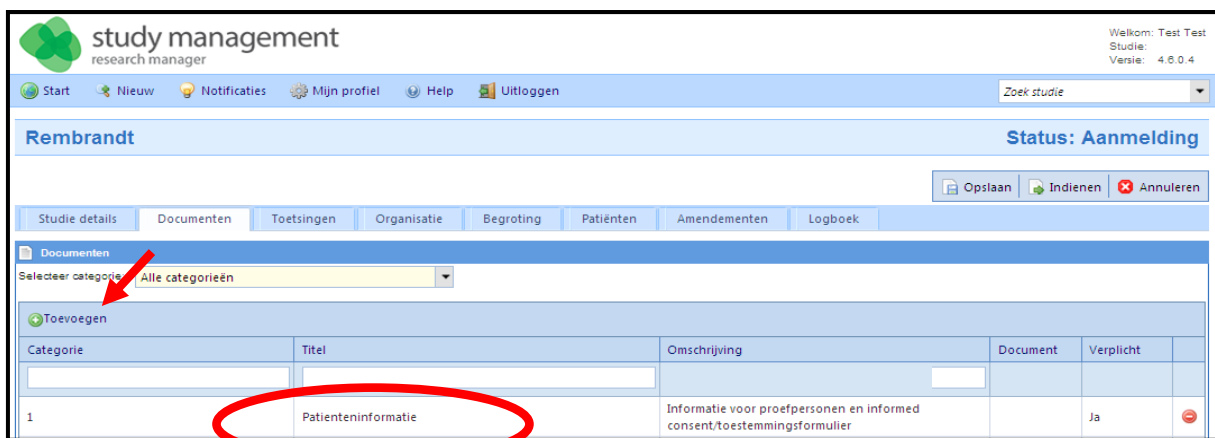 study management
research manager
Welkom: Test Test
Studie:
Versie: 4.6.0.4
Start Nieuw Notificaties Mijn profiel Help Uitloggen Zoek studie
Rembrandt Status: Aanmelding
Opslaan Indienen Annuleren
Studie details Documenten Toetsingen Organisatie Begroting Patiënten Amendementen Logboek
Documenten
Selecteer categorie Alle categorieën
Toevoegen
Categorie Titel Omschrijving Document Verplicht
1 Patienteninformatie Informatie voor proefpersonen en informed consent/toestemmingsformulier Ja